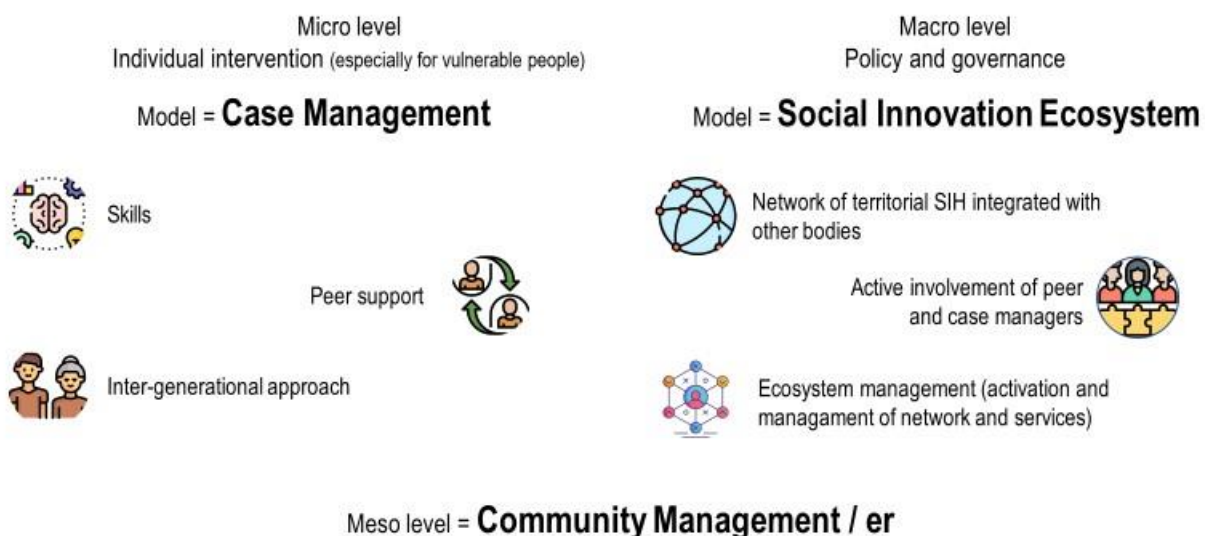 Micro level
Individual intervention (especially for vulnerable people)
Model = Case Management
Skills
Peer support
Inter-generational approach
Macro level
Policy and governance
Model = Social Innovation Ecosystem
Network of territorial SIH integrated with
other bodies
Active involvement of peer
and case managers
Ecosystem management (activation and
managament of network and services)
Meso level = Community Management / er